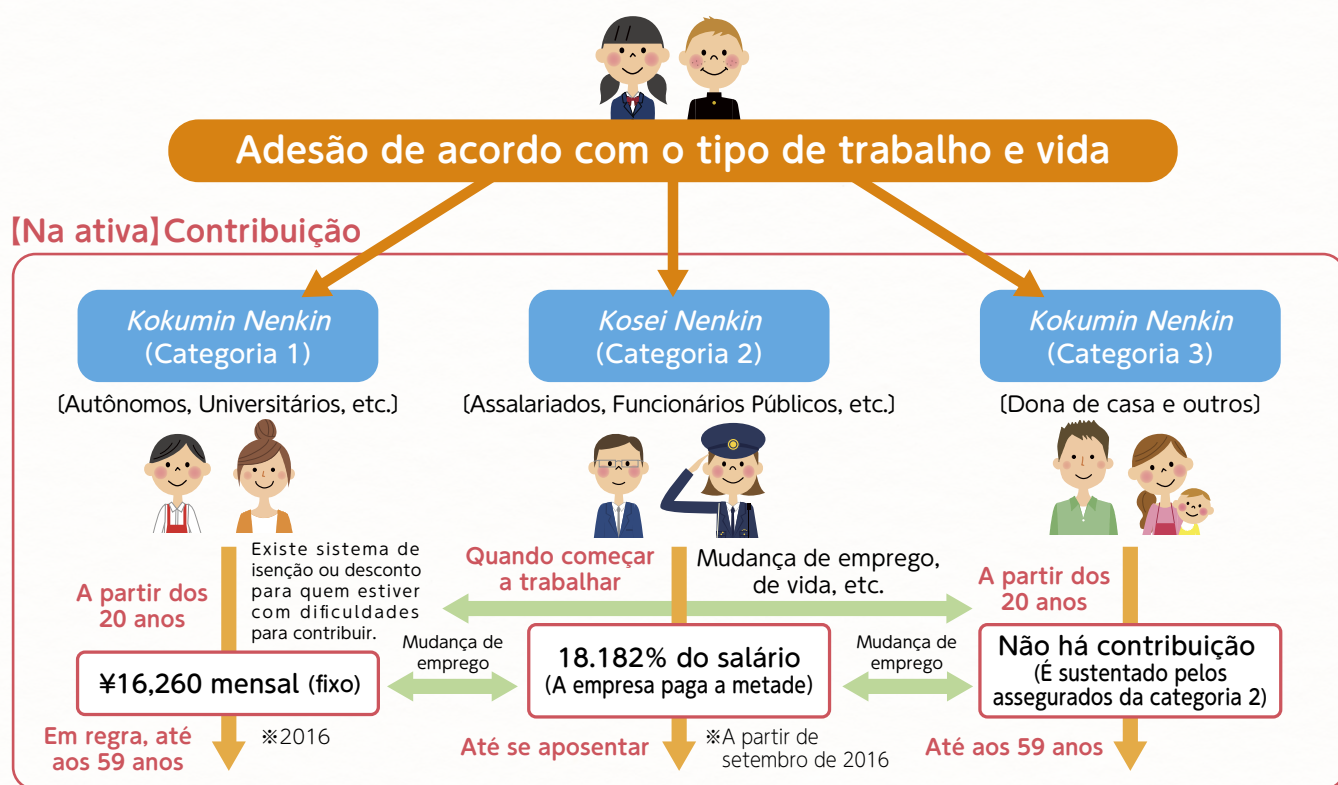 Adesão de acordo com o tipo de trabalho e vida
【Na ativa】Contribuição
Kokumin Nenkin
(Categoria 1)
(Autônomos, Universitários, etc.)
Existe sistema de
isenção ou desconto
para quem estiver
com dificuldades
para contribuir.
A partir dos
20 anos
¥16,260 mensal (fixo)
Em regra, até
aos 59 anos
※2016
Mudança de
emprego
Kosei Nenkin
(Categoria 2)
(Assalariados, Funcionários Públicos, etc.)
Quando começar
a trabalhar
Mudança de emprego,
de vida, etc.
18.182% do salário
(A empresa paga a metade)
Até se aposentar
※A partir de
setembro de 2016
Mudança de
emprego
Kokumin Nenkin
(Categoria 3)
(Dona de casa e outros)
A partir dos
20 anos
Não há contribuição
(É sustentado pelos
assegurados da categoria 2)
Até aos 59 anos